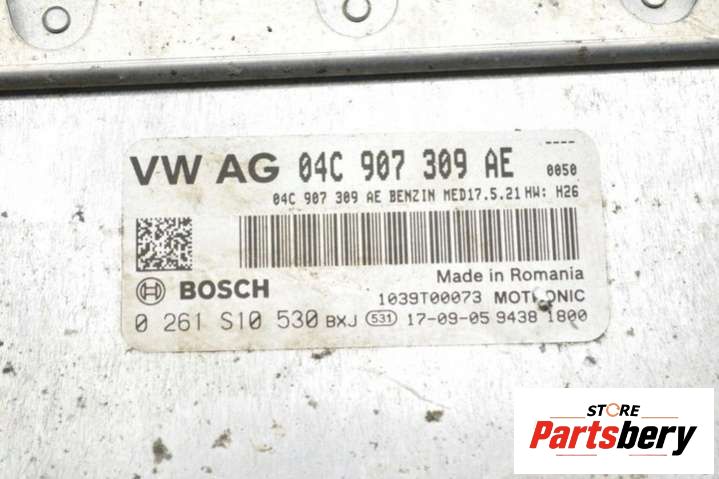 ----
VW AG 04C 907 309 AE 0050
04C 907 309 AE BENZIN MED17.5.21 HW: H26
Made in Romania
BOSCH 1039T00073
0 261 S10 530 BXJ 531 17-09-05 9438 1800
STORE
Partsbery